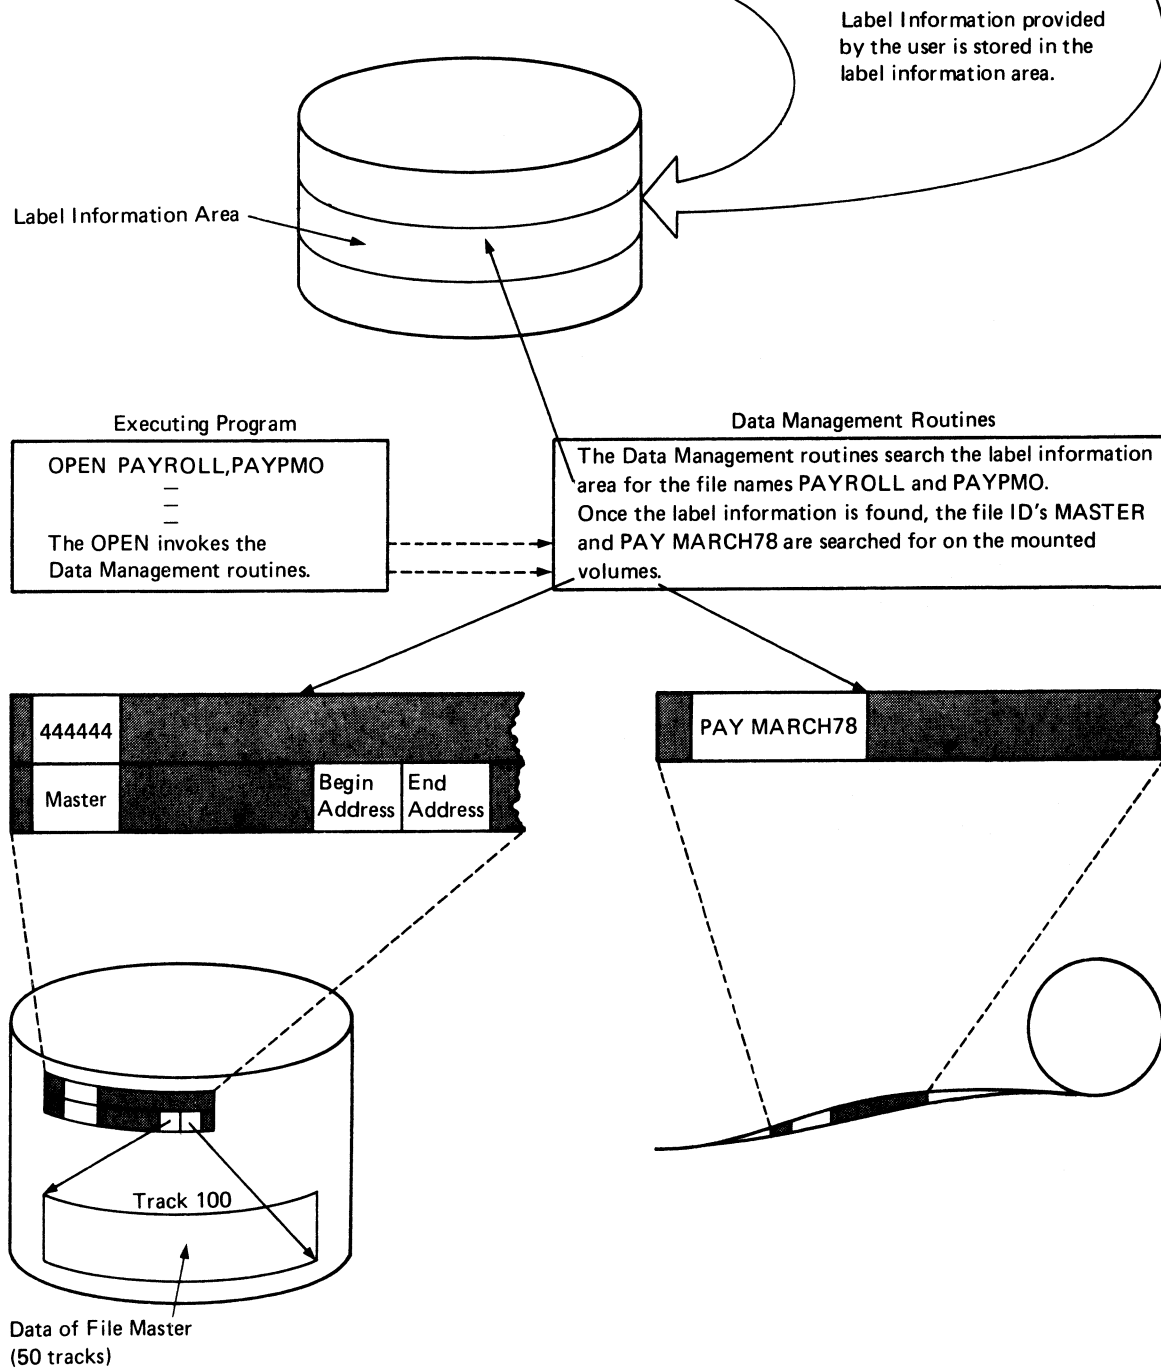 Label Information provided
by the user is stored in the
label information area.
Label Information Area
Executing Program
OPEN PAYROLL,PAYPMO
—
—
—
The OPEN invokes the
Data Management routines.
Data Management Routines
The Data Management routines search the label information
area for the file names PAYROLL and PAYPMO.
Once the label information is found, the file ID's MASTER
and PAY MARCH78 are searched for on the mounted
volumes.
444444
Master
Begin
Address
End
Address
PAY MARCH78
Track 100
Data of File Master
(50 tracks)